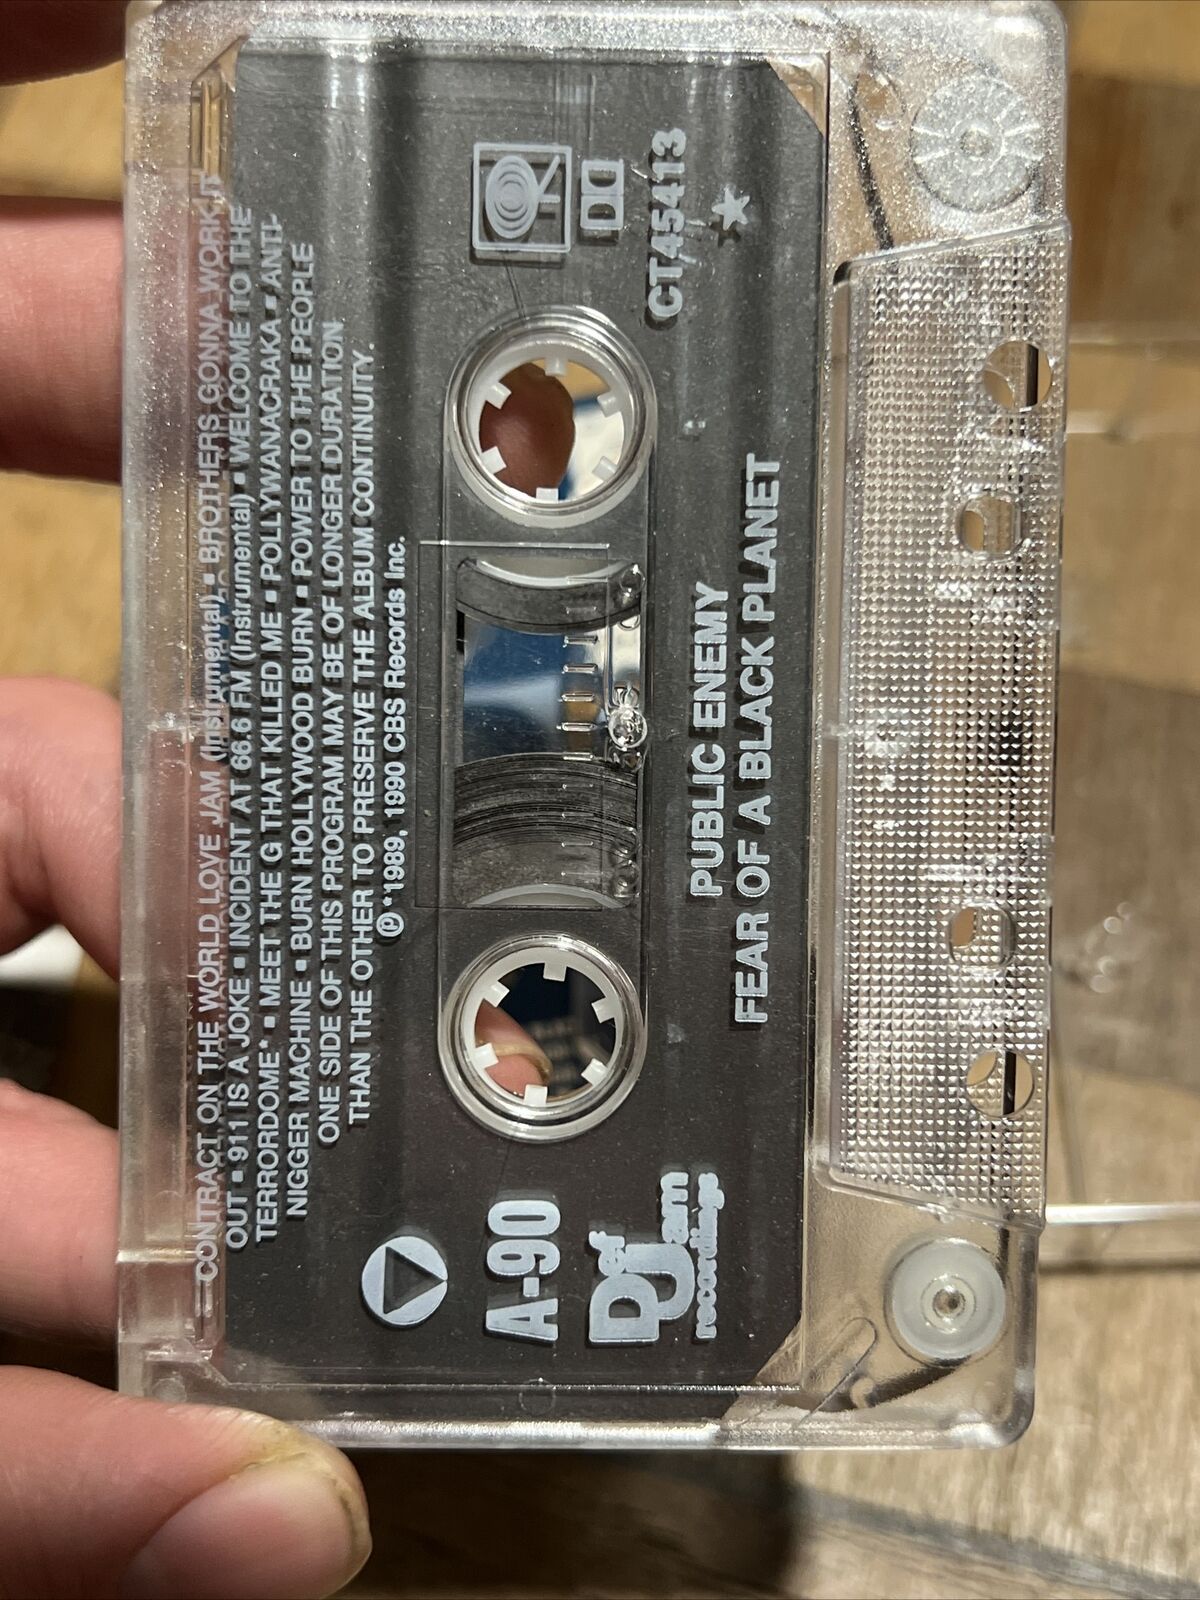 CONTRACT ON THE WORLD LOVE JAM (Instrumental) ▪ BROTHERS GONNA WORK IT
OUT ▪ 911 IS A JOKE ▪ INCIDENT AT 66.6 FM (Instrumental) ▪ WELCOME TO THE
TERRORDOME* ▪ MEET THE G THAT KILLED ME ▪ POLLYWANACRAKA ▪ ANTI-
NIGGER MACHINE ▪ BURN HOLLYWOOD BURN ▪ POWER TO THE PEOPLE
ONE SIDE OF THIS PROGRAM MAY BE OF LONGER DURATION
THAN THE OTHER TO PRESERVE THE ALBUM CONTINUITY.
℗ *1989, 1990 CBS Records Inc.
A-90
Def Jam
recordings
CT45413
PUBLIC ENEMY
FEAR OF A BLACK PLANET